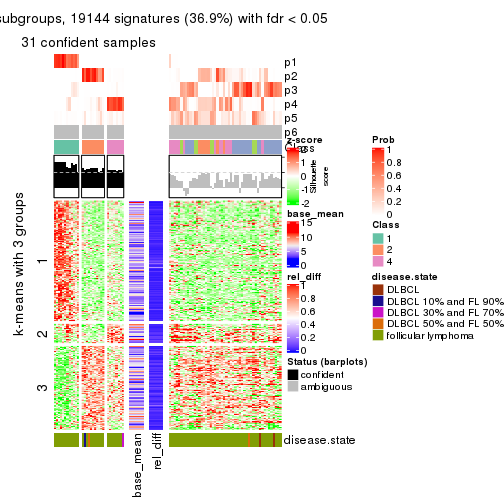 subgroups, 19144 signatures (36.9%) with fdr < 0.05
31 confident samples
p1
p2
p3
p4
p5
p6
Class
z-score
2
0
-2
Silhouette
score
base_mean
15
10
5
0
rel_diff
1
0.8
0.6
0.4
0.2
0
Status (barplots)
confident
ambiguous
Prob
1
0.8
0.6
0.4
0.2
0
Class
1
2
4
disease.state
DLBCL
DLBCL 10% and FL 90%
DLBCL 30% and FL 70%
DLBCL 50% and FL 50%
follicular lymphoma
k-means with 3 groups
1
2
3
disease.state
base_mean
rel_diff